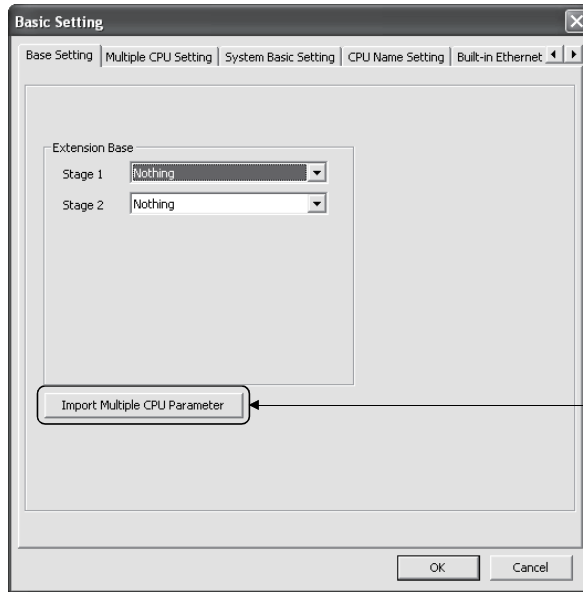 Basic Setting
Base Setting Multiple CPU Setting System Basic Setting CPU Name Setting Built-in Ethernet
Extension Base
Stage 1 Nothing
Stage 2 Nothing
Import Multiple CPU Parameter
OK Cancel